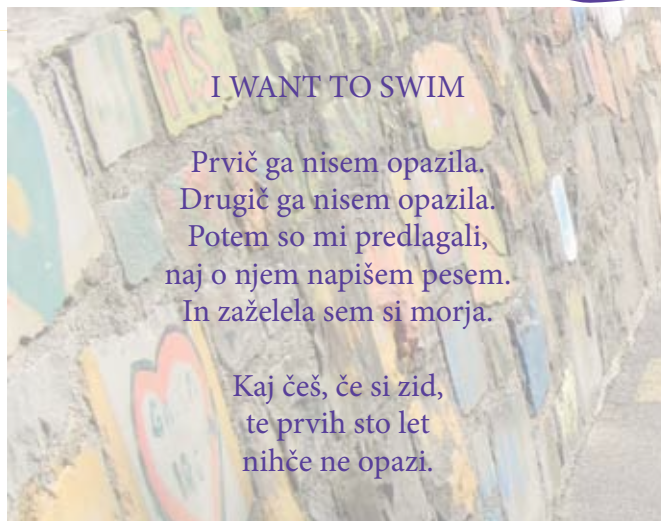 I WANT TO SWIM
Prvič ga nisem opazila.
Drugič ga nisem opazila.
Potem so mi predlagali,
naj o njem napišem pesem.
In zaželela sem si morja.
Kaj češ, če si zid,
te prvih sto let
nihče ne opazi.